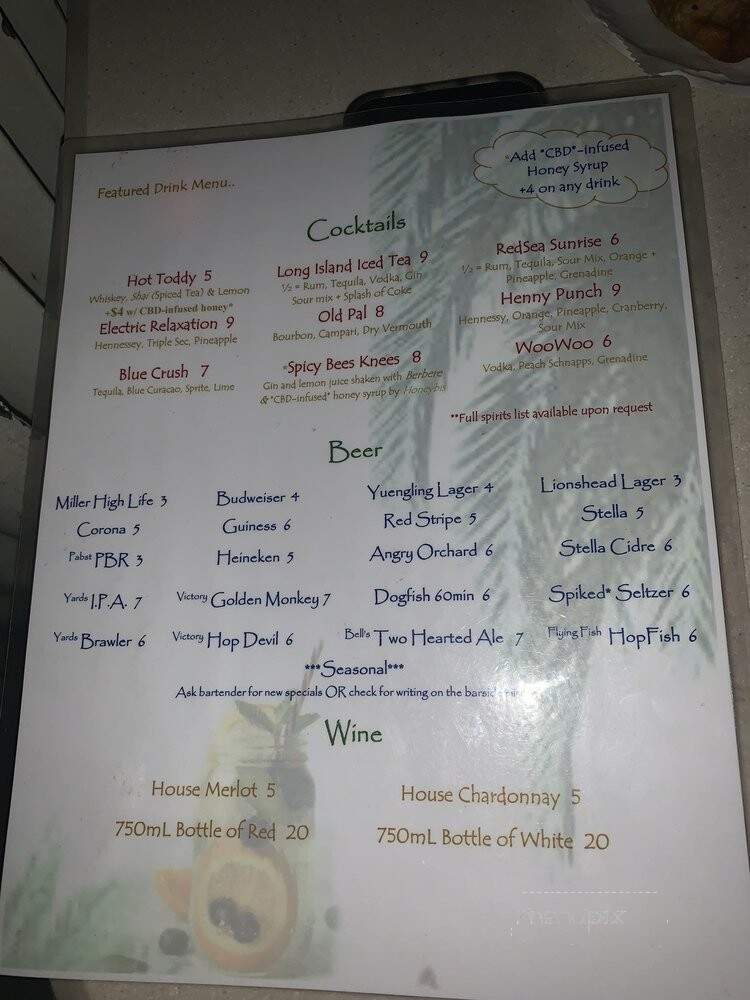 Featured Drink Menu..
*Add *CBD*-infused
Honey Syrup
+4 on any drink
Cocktails
Hot Toddy 5
Whiskey, Shai (Spiced Tea) & Lemon
+$4 w/ CBD-infused honey*
Electric Relaxation 9
Hennessey, Triple Sec, Pineapple
Blue Crush 7
Tequila, Blue Curacao, Sprite, Lime
Long Island Iced Tea 9
½ = Rum, Tequila, Vodka, Gin
Sour mix + Splash of Coke
Old Pal 8
Bourbon, Campari, Dry Vermouth
*Spicy Bees Knees 8
Gin and lemon juice shaken with Berbere
& *CBD-infused* honey syrup by Honeybis
RedSea Sunrise 6
½ = Rum, Tequila, Sour Mix, Orange +
Pineapple, Grenadine
Henny Punch 9
Hennessy, Orange, Pineapple, Cranberry,
Sour Mix
WooWoo 6
Vodka, Peach Schnapps, Grenadine
**Full spirits list available upon request
Beer
Miller High Life 3 Budweiser 4 Yuengling Lager 4 Lionshead Lager 3
Corona 5 Guiness 6 Red Stripe 5 Stella 5
Pabst PBR 3 Heineken 5 Angry Orchard 6 Stella Cidre 6
Yards I.P.A. 7 Victory Golden Monkey 7 Dogfish 60min 6 Spiked* Seltzer 6
Yards Brawler 6 Victory Hop Devil 6 Bell's Two Hearted Ale 7 Flying Fish HopFish 6
***Seasonal***
Ask bartender for new specials OR check for writing on the barside
Wine
House Merlot 5 House Chardonnay 5
750mL Bottle of Red 20 750mL Bottle of White 20
menupix